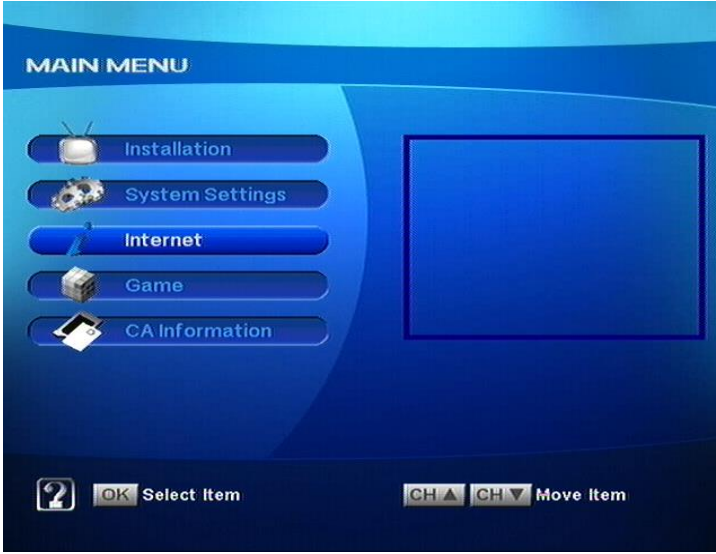 MAIN MENU
Installation
System Settings
Internet
Game
CA Information
? OK Select Item CH ▲ CH ▼ Move Item